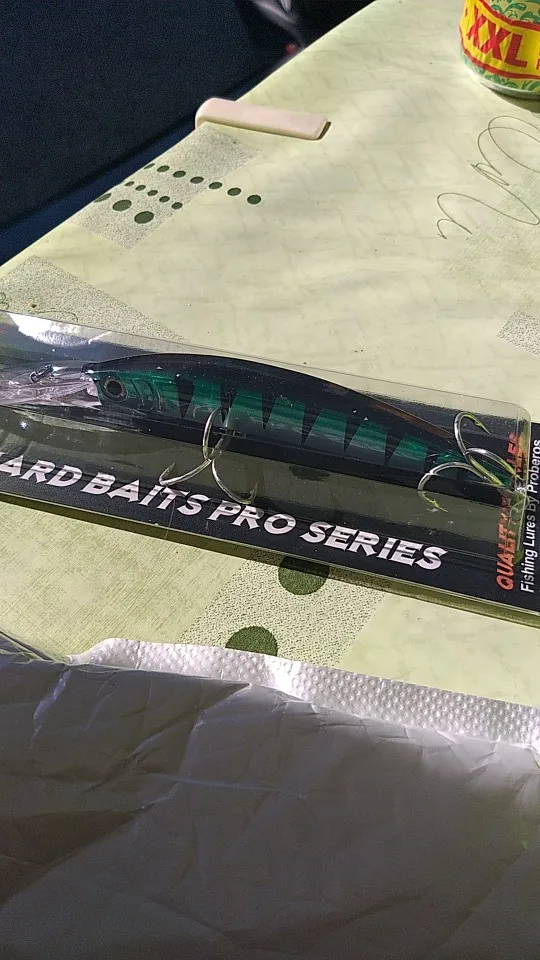 XXL
ARD BAITS PRO SERIES
Fishing Lures By Proberos